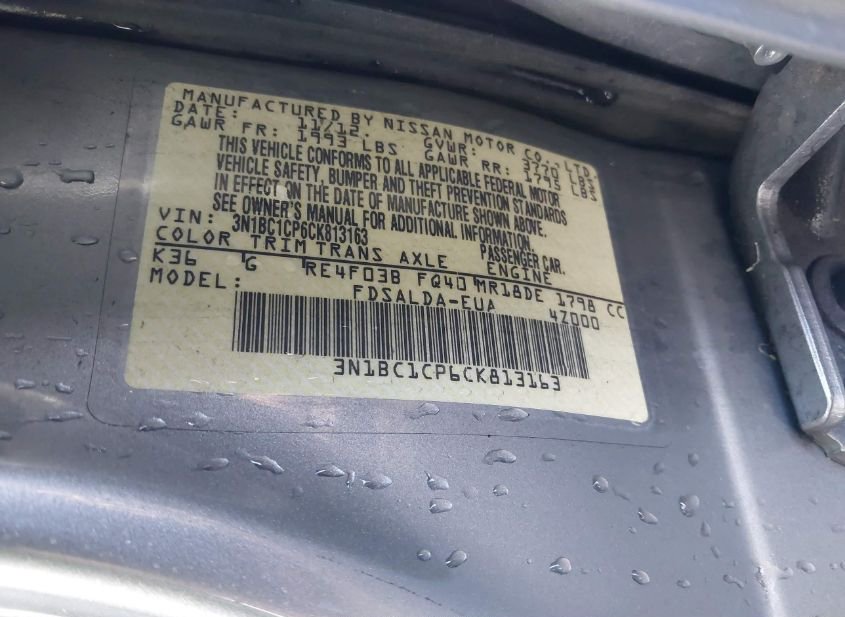 MANUFACTURED BY NISSAN MOTOR CO., LTD.
DATE: 11/12. GVWR: 3770 LBS
GAWR FR: 1993 LBS GAWR RR: 1795 LBS
THIS VEHICLE CONFORMS TO ALL APPLICABLE FEDERAL MOTOR
VEHICLE SAFETY, BUMPER AND THEFT PREVENTION STANDARDS
IN EFFECT ON THE DATE OF MANUFACTURE SHOWN ABOVE.
SEE OWNER'S MANUAL FOR ADDITIONAL INFORMATION.
VIN: 3N1BC1CP6CK813163 PASSENGER CAR.
COLOR TRIM TRANS AXLE ENGINE
K36 G RE4F03B FQ40 MR18DE 1798 CC
MODEL: FDSALDA-EUA 4Z000
3N1BC1CP6CK813163